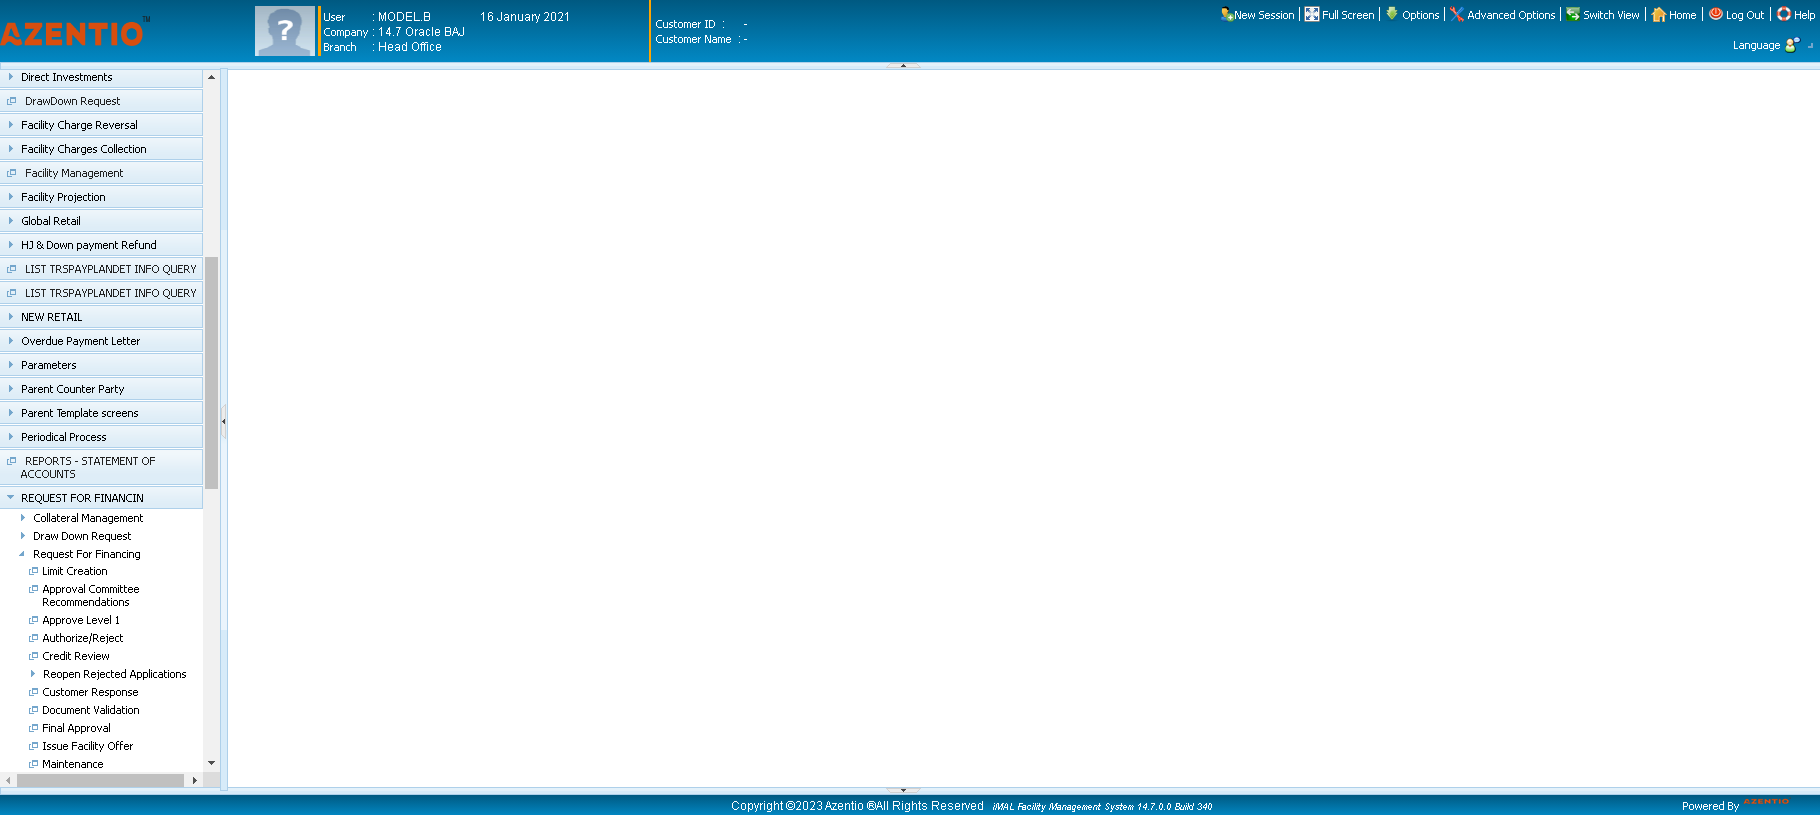 AZENTIO™
User : MODEL.B 16 January 2021
Company : 14.7 Oracle BAJ
Branch : Head Office
Customer ID : -
Customer Name : -
New Session | Full Screen | Options | Advanced Options | Switch View | Home | Log Out | Help
Language
Direct Investments
DrawDown Request
Facility Charge Reversal
Facility Charges Collection
Facility Management
Facility Projection
Global Retail
HJ & Down payment Refund
LIST TRSPAYPLANDET INFO QUERY
LIST TRSPAYPLANDET INFO QUERY
NEW RETAIL
Overdue Payment Letter
Parameters
Parent Counter Party
Parent Template screens
Periodical Process
REPORTS - STATEMENT OF
ACCOUNTS
REQUEST FOR FINANCIN
Collateral Management
Draw Down Request
Request For Financing
Limit Creation
Approval Committee
Recommendations
Approve Level 1
Authorize/Reject
Credit Review
Reopen Rejected Applications
Customer Response
Document Validation
Final Approval
Issue Facility Offer
Maintenance
Copyright ©2023 Azentio ®All Rights Reserved iMAL Facility Management System 14.7.0.0 Build 340
Powered By AZENTIO